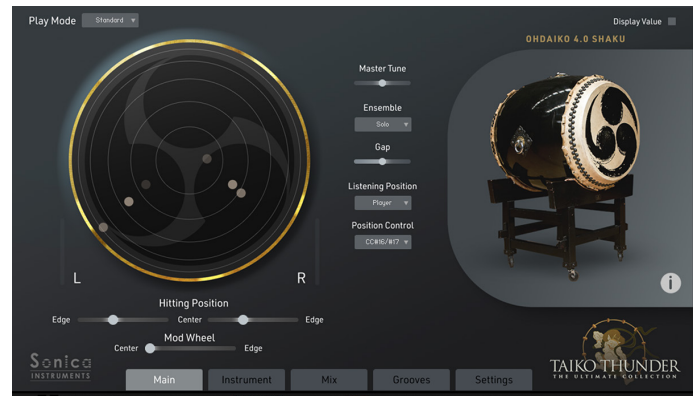 Play Mode Standard
Display Value
OHDAIKO 4.0 SHAKU
Master Tune
Ensemble
Solo
Gap
Listening Position
Player
Position Control
CC#16/#17
L R
i
Hitting Position
Edge Center Edge
Mod Wheel
Center Edge
Sonica
INSTRUMENTS
TAIKO THUNDER
THE ULTIMATE COLLECTION
Main Instrument Mix Grooves Settings